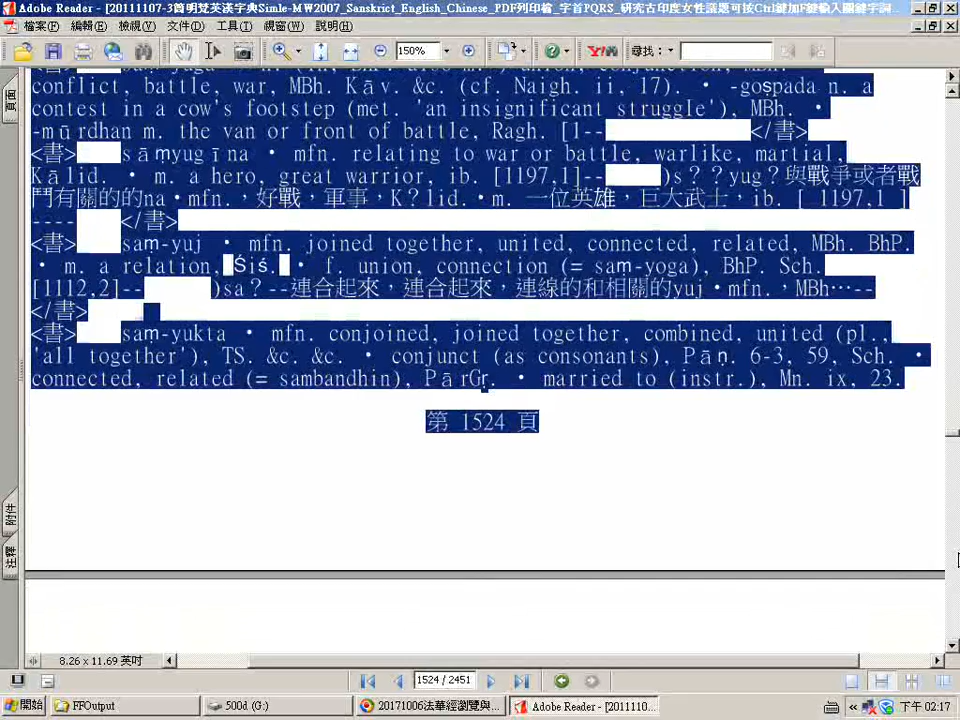 Adobe Reader - [20111107-3簡明梵英漢字典Simle-MW2007_Sanskrict_English_Chinese_PDF列印檔_字首PQRS_研究古印度女性議題可按Ctrl鍵加F鍵輸入關鍵字詞...
檔案(F) 編輯(E) 檢視(V) 文件(D) 工具(T) 視窗(W) 說明(H)
150% Y! 尋找：
頁面
conflict, battle, war, MBh. Kāv. &c. (cf. Naigh. ii, 17). • -goṣpada n. a
contest in a cow's footstep (met. 'an insignificant struggle'), MBh. •
-mūrdhan m. the van or front of battle, Ragh. [1-- </書>
<書> sāṃyugīna • mfn. relating to war or battle, warlike, martial,
Kālid. • m. a hero, great warrior, ib. [1197,1]-- )s？？yug？與戰爭或者戰
鬥有關的的na•mfn.，好戰，軍事，K？lid.•m. 一位英雄，巨大武士，ib. [ 1197,1 ]
---- </書>
<書> saṃ-yuj • mfn. joined together, united, connected, related, MBh. BhP.
• m. a relation, Śiś. • f. union, connection (= saṃ-yoga), BhP. Sch.
[1112,2]-- )sa？--連合起來，連合起來，連線的和相關的yuj•mfn.，MBh…--
</書>
<書> saṃ-yukta • mfn. conjoined, joined together, combined, united (pl.,
'all together'), TS. &c. &c. • conjunct (as consonants), Pāṇ. 6-3, 59, Sch. •
connected, related (= sambandhin), PārGṛ. • married to (instr.), Mn. ix, 23.
第 1524 頁
附件
注釋
8.26 x 11.69 英吋
1524 / 2451
開始 FFOutput 500d (G:) 20171006法華經瀏覽與... Adobe Reader - [2011110... 下午 02:17